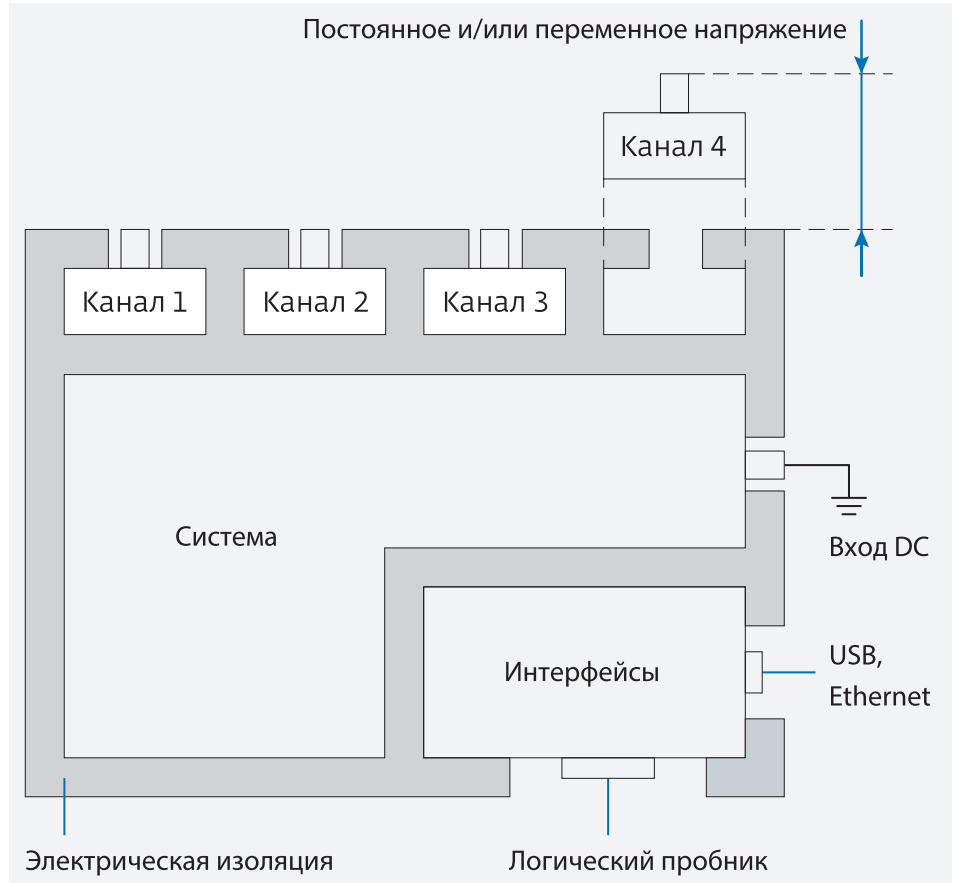 Постоянное и/или переменное напряжение
Канал 4
Канал 1
Канал 2
Канал 3
Система
Вход DC
Интерфейсы
USB,
Ethernet
Электрическая изоляция
Логический пробник